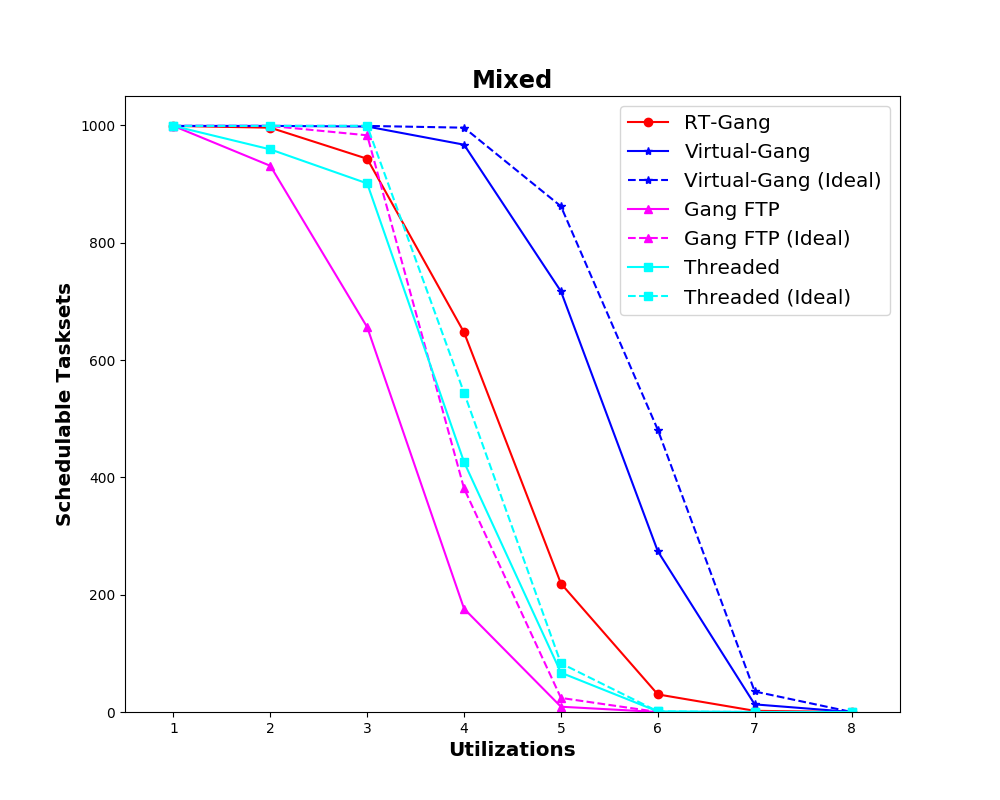 Mixed
1000
800
600
400
200
0
Schedulable Tasksets
1 2 3 4 5 6 7 8
Utilizations
RT-Gang
Virtual-Gang
Virtual-Gang (Ideal)
Gang FTP
Gang FTP (Ideal)
Threaded
Threaded (Ideal)